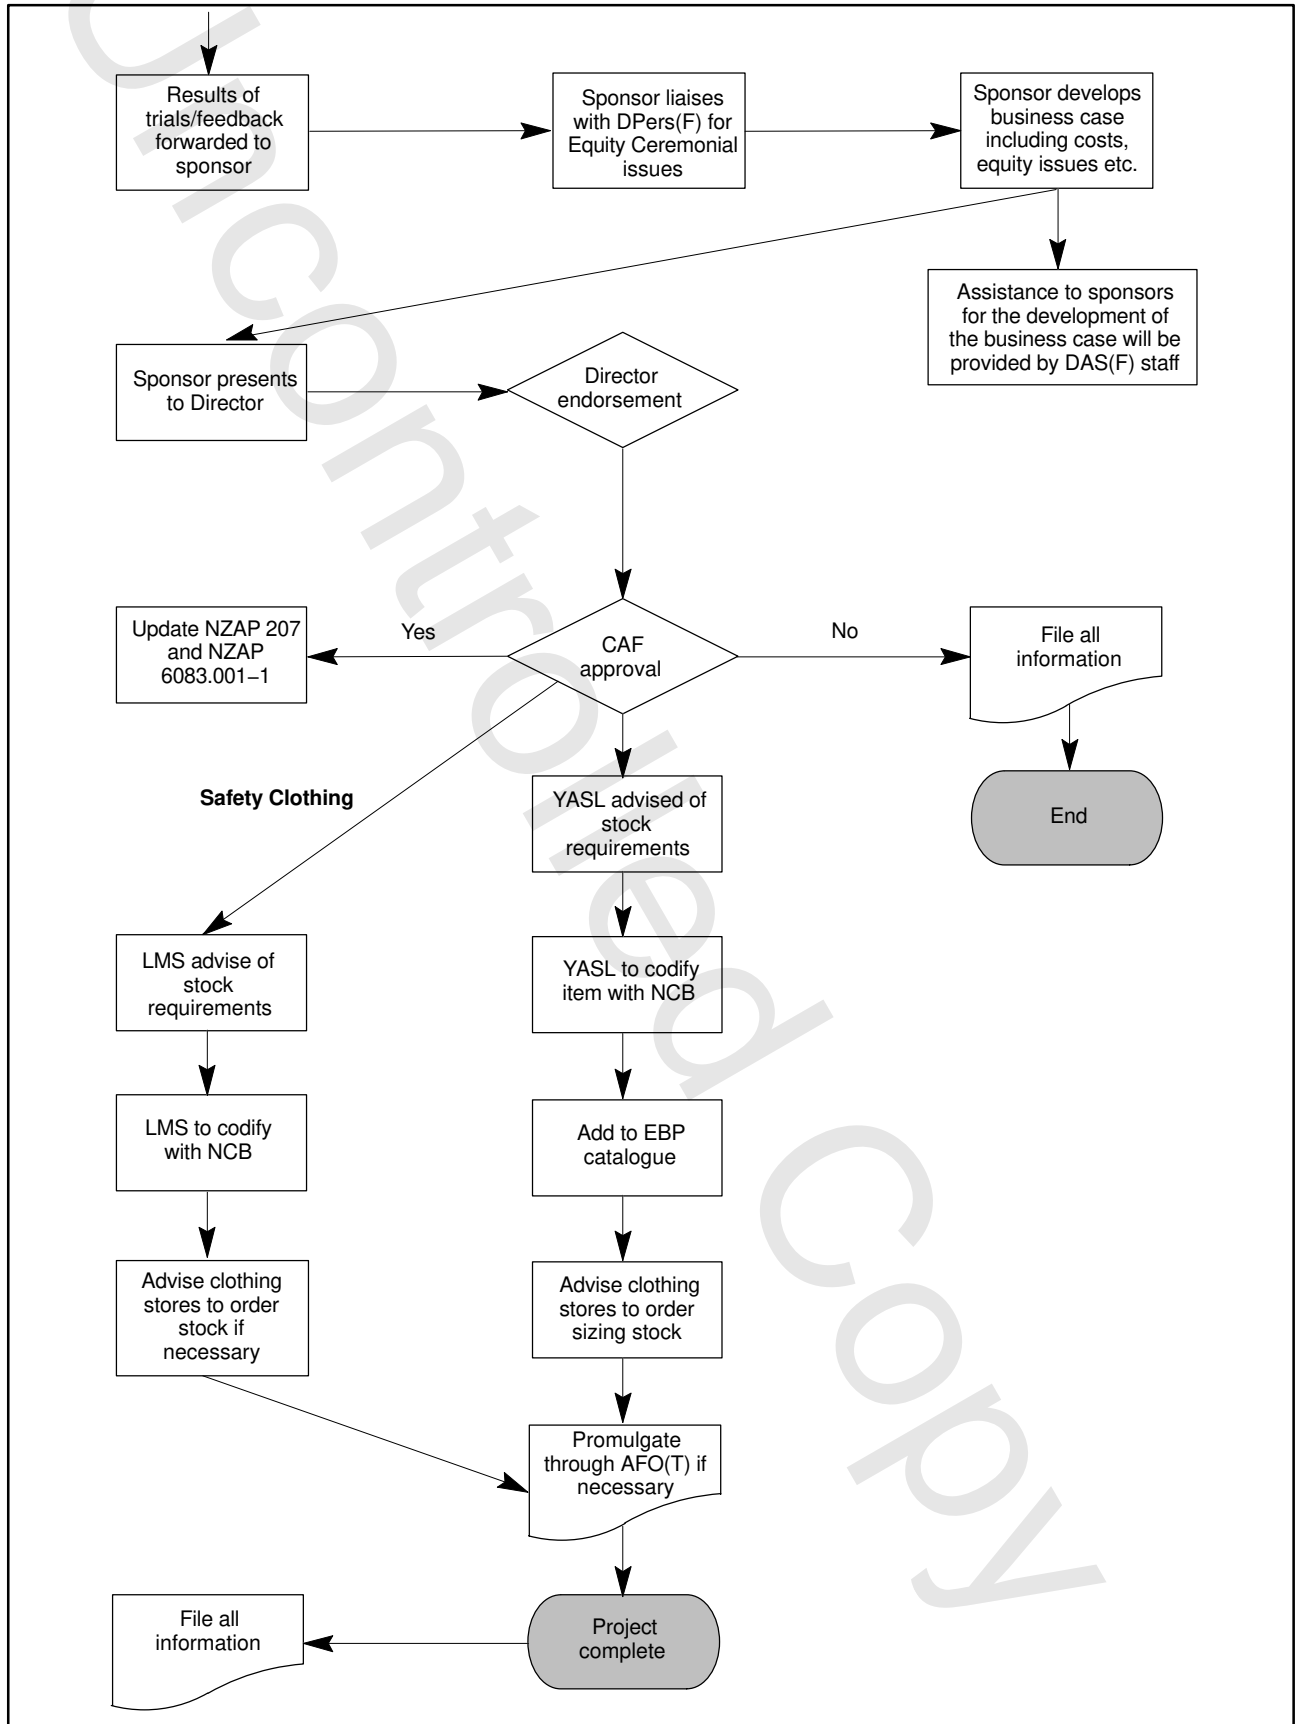 Results of
trials/feedback
forwarded to
sponsor
Sponsor liaises
with DPers(F) for
Equity Ceremonial
issues
Sponsor develops
business case
including costs,
equity issues etc.
Assistance to sponsors
for the development of
the business case will be
provided by DAS(F) staff
Sponsor presents
to Director
Director
endorsement
Update NZAP 207
and NZAP
6083.001−1
Yes
CAF
approval
No
File all
information
Safety Clothing
YASL advised of
stock
requirements
End
LMS advise of
stock
requirements
YASL to codify
item with NCB
LMS to codify
with NCB
Add to EBP
catalogue
Advise clothing
stores to order
stock if
necessary
Advise clothing
stores to order
sizing stock
Promulgate
through AFO(T) if
necessary
File all
information
Project
complete
Uncontrolled Copy